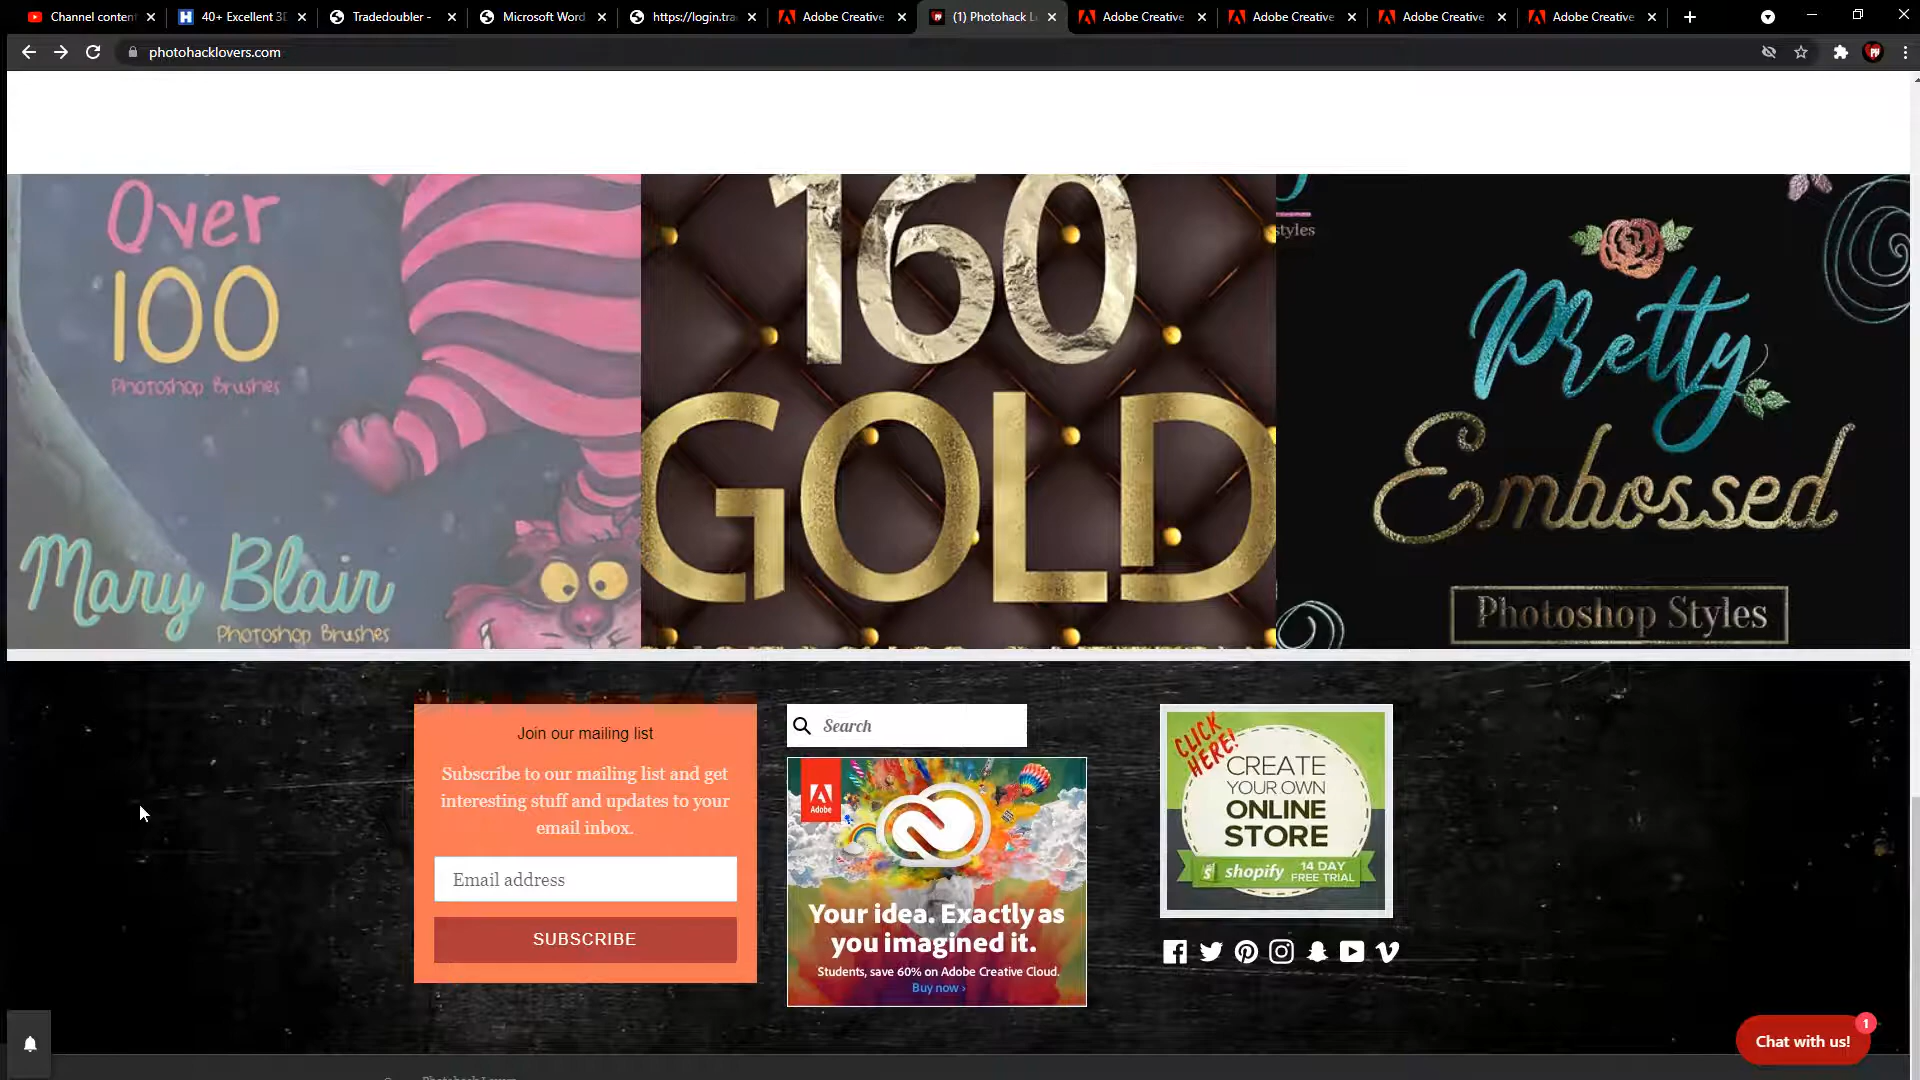 Channel conten
40+ Excellent 3D
Tradedoubler -
Microsoft Word
https://login.tra
Adobe Creative
(1) Photohack L
Adobe Creative
Adobe Creative
Adobe Creative
Adobe Creative
photohacklovers.com
Over
100
Photoshop Brushes
Mary Blair
Photoshop Brushes
160
GOLD
styles
Pretty
Embossed
Photoshop Styles
Join our mailing list
Subscribe to our mailing list and get
interesting stuff and updates to your
email inbox.
Email address
SUBSCRIBE
Search
Adobe
Your idea. Exactly as
you imagined it.
Students, save 60% on Adobe Creative Cloud.
Buy now ›
CLICK
HERE!
CREATE
YOUR OWN
ONLINE
STORE
shopify
14 DAY
FREE TRIAL
1
Chat with us!